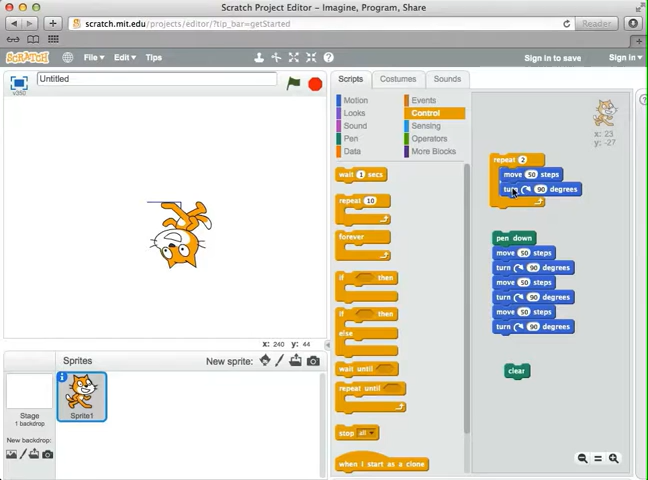 Scratch Project Editor - Imagine, Program, Share
scratch.mit.edu/projects/editor/?tip_bar=getStarted
Reader
SCRATCH
File
Edit
Tips
Sign in to save
Sign in
v350
Untitled
Scripts
Costumes
Sounds
Motion
Looks
Sound
Pen
Data
Events
Control
Sensing
Operators
More Blocks
wait 1 secs
repeat 10
forever
if then
if then
else
wait until
repeat until
stop all
when I start as a clone
x: 23
y: -27
repeat 2
move 50 steps
turn 90 degrees
pen down
move 50 steps
turn 90 degrees
move 50 steps
turn 90 degrees
move 50 steps
turn 90 degrees
clear
x: 240 y: 44
Sprites
New sprite:
Stage
1 backdrop
New backdrop:
Sprite1